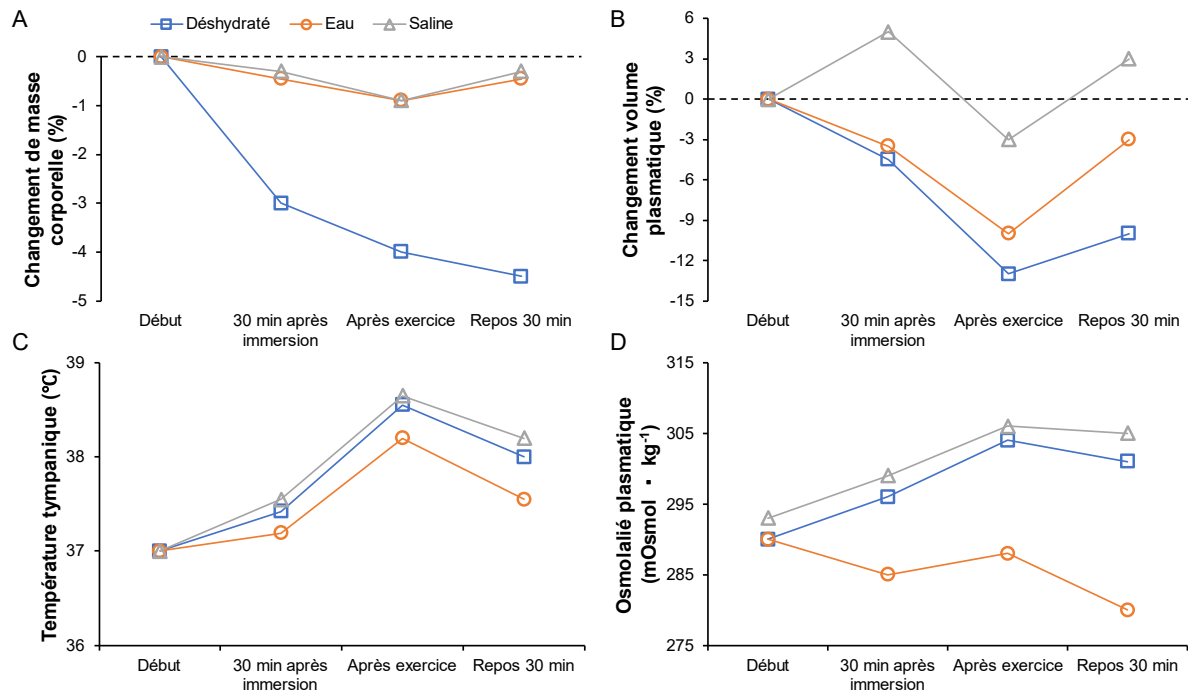 A
Déshydraté
Eau
Saline
Changement de masse
corporelle (%)
0
-1
-2
-3
-4
-5
Début
30 min après
immersion
Après exercice
Repos 30 min
B
Changement volume
plasmatique (%)
6
3
0
-3
-6
-9
-12
-15
Début
30 min après
immersion
Après exercice
Repos 30 min
C
Température tympanique (°C)
39
38
37
36
Début
30 min après
immersion
Après exercice
Repos 30 min
D
Osmolalié plasmatique
(mOsmol ▪ kg⁻¹)
315
305
295
285
275
Début
30 min après
immersion
Après exercice
Repos 30 min